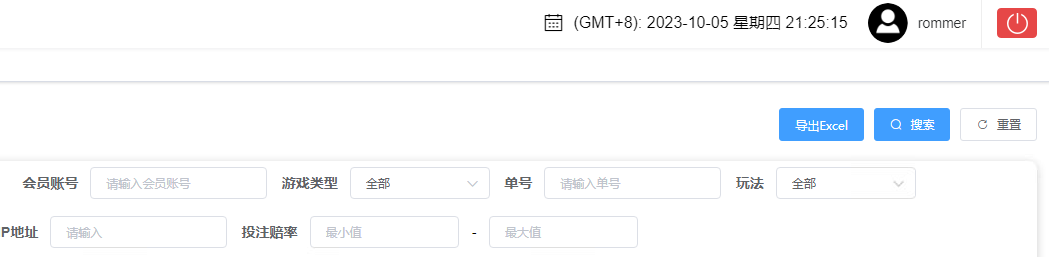 (GMT+8): 2023-10-05 星期四 21:25:15 rommer
导出Excel 搜索 重置
会员账号 请输入会员账号 游戏类型 全部 单号 请输入单号 玩法 全部
P地址 请输入 投注赔率 最小值 - 最大值